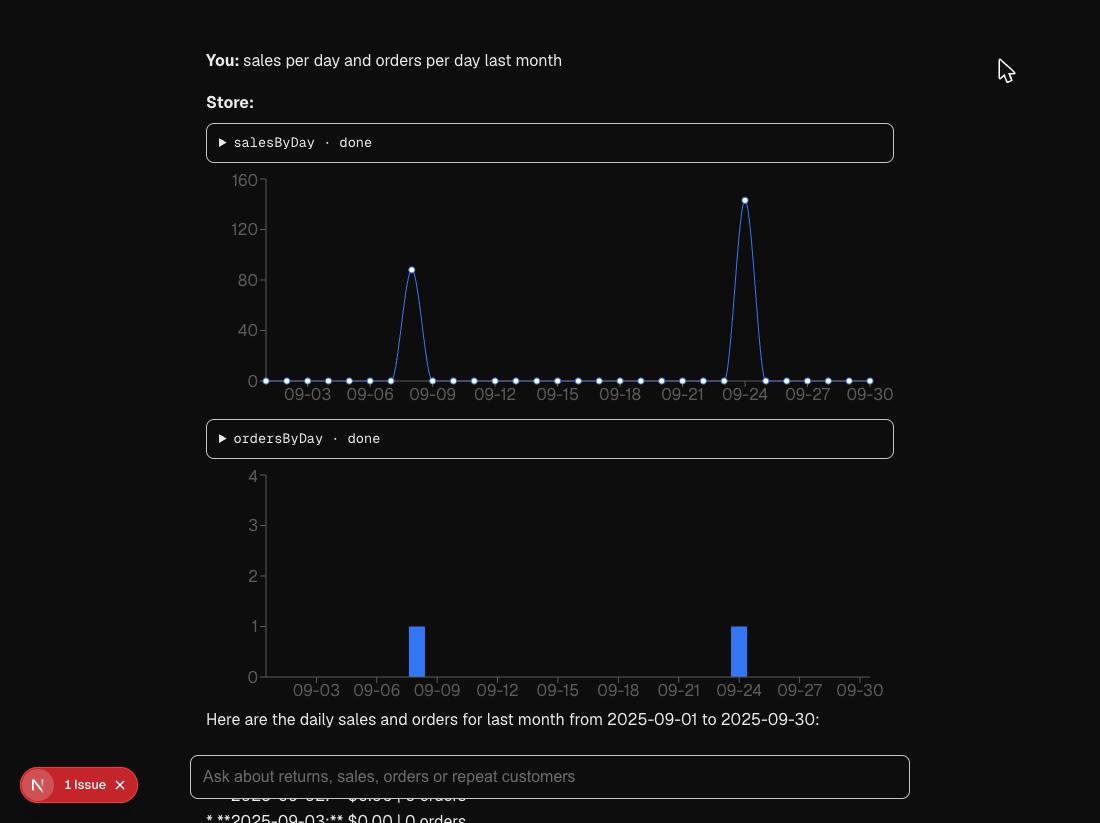 You: sales per day and orders per day last month
Store:
▶ salesByDay · done
160
120
80
40
0
09-03 09-06 09-09 09-12 09-15 09-18 09-21 09-24 09-27 09-30
▶ ordersByDay · done
4
3
2
1
0
09-03 09-06 09-09 09-12 09-15 09-18 09-21 09-24 09-27 09-30
Here are the daily sales and orders for last month from 2025-09-01 to 2025-09-30:
Ask about returns, sales, orders or repeat customers
N 1 Issue ×
* **2025-09-03:** $0.00 | 0 orders